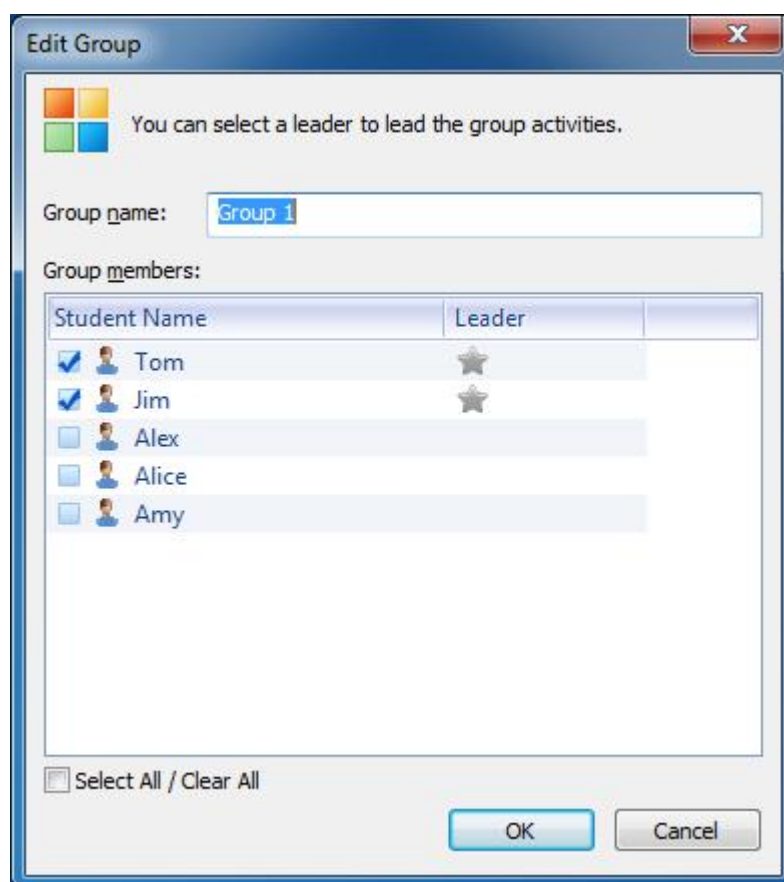 Edit Group
You can select a leader to lead the group activities.
Group name: Group 1
Group members:
Student Name Leader
Tom
Jim
Alex
Alice
Amy
Select All / Clear All
OK Cancel